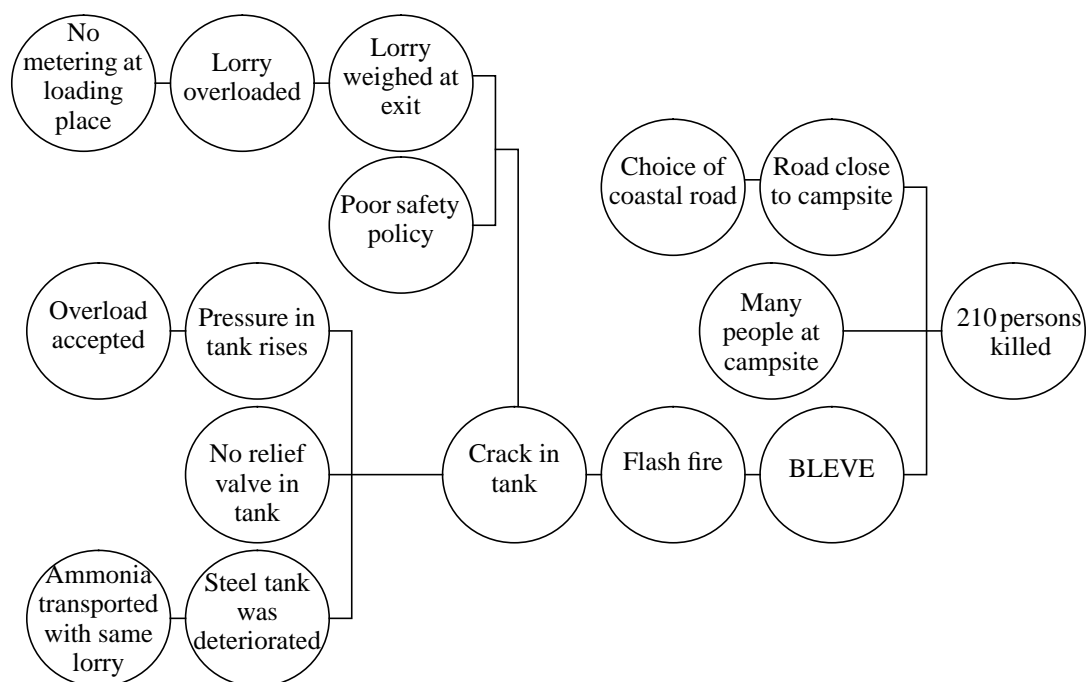 No
metering at
loading
place
Lorry
overloaded
Lorry
weighed at
exit
Poor safety
policy
Choice of
coastal road
Road close
to campsite
Overload
accepted
Pressure in
tank rises
Many
people at
campsite
210 persons
killed
No relief
valve in
tank
Crack in
tank
Flash fire
BLEVE
Ammonia
transported
with same
lorry
Steel tank
was
deteriorated